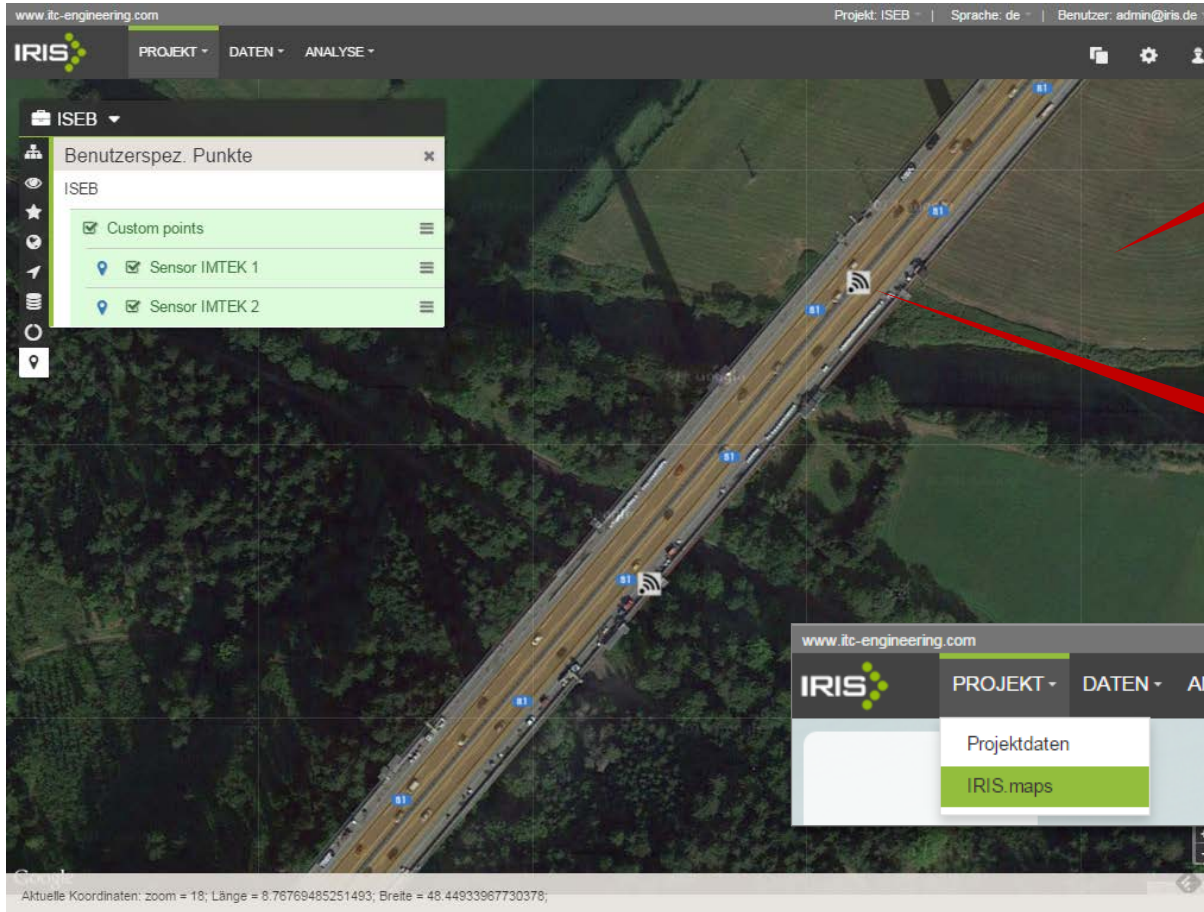 www.itc-engineering.com
Projekt: ISEB | Sprache: de | Benutzer: admin@iris.de
IRIS
PROJEKT DATEN ANALYSE
ISEB
Benutzerspez. Punkte
ISEB
Custom points
Sensor IMTEK 1
Sensor IMTEK 2
81
81
81
81
81
81
81
www.itc-engineering.com
IRIS
PROJEKT DATEN
Projektdaten
IRIS.maps
Google
Aktuelle Koordinaten: zoom = 18; Länge = 8.76769485251493; Breite = 48.44933967730378;